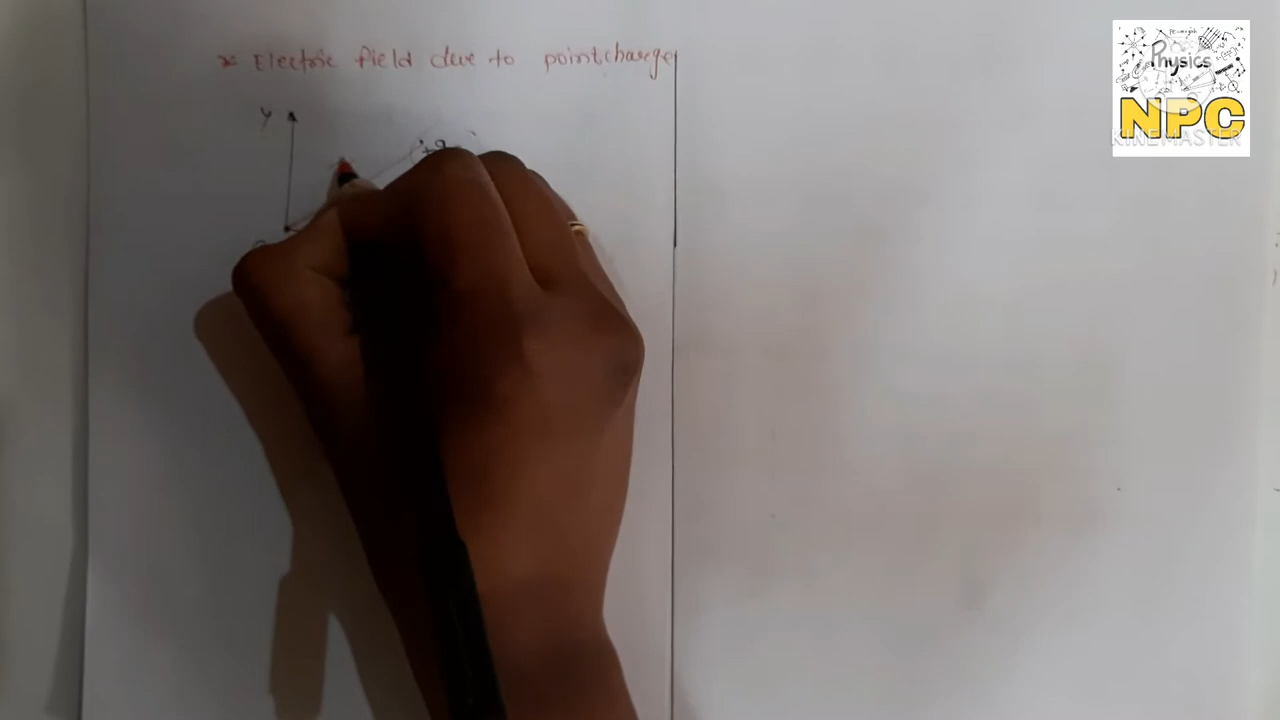 * Electric field due to point charge
Y
+q
Physics
NPC
KINEMASTER